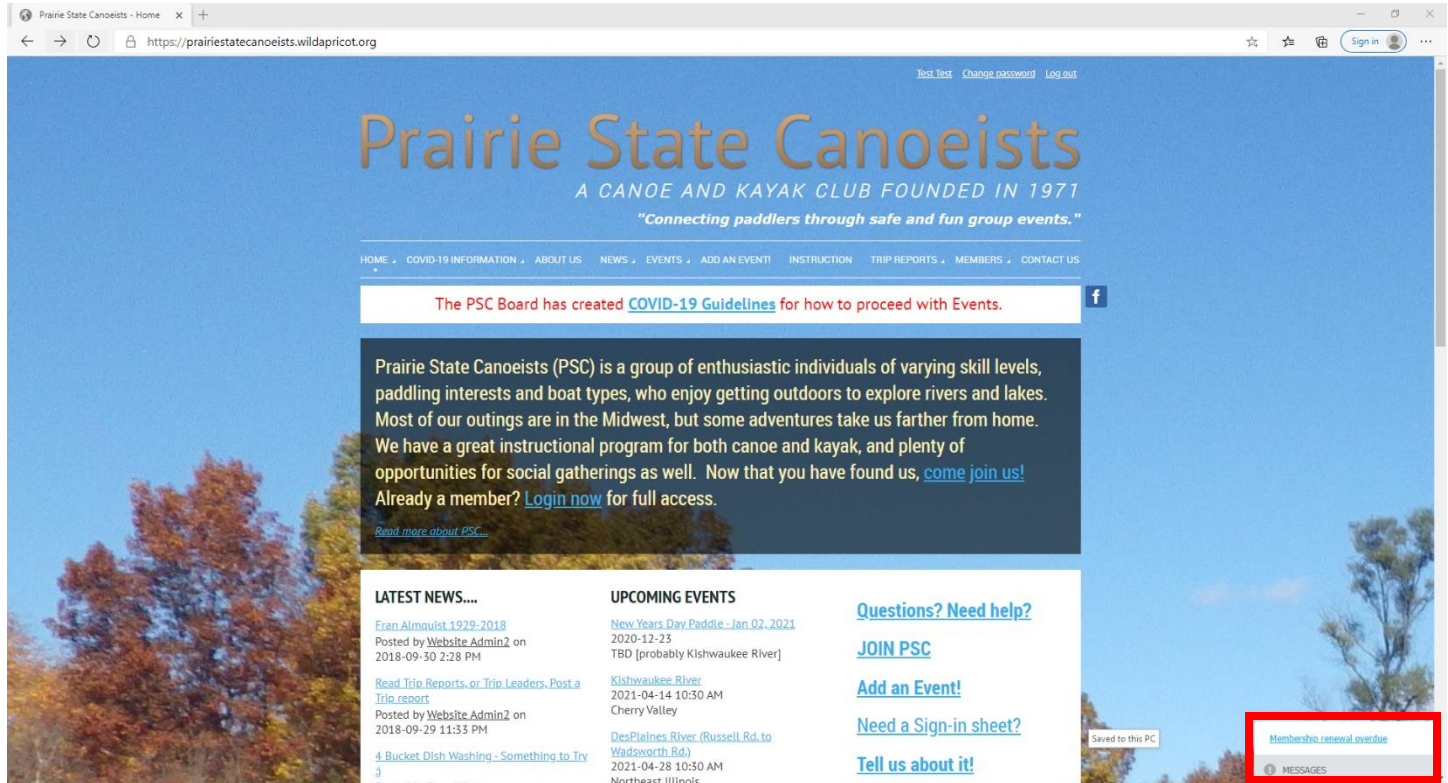 Prairie State Canoeists - Home
https://prairiestatecanoeists.wildapricot.org
Sign in
Test Test Change password Log out
Prairie State Canoeists
A CANOE AND KAYAK CLUB FOUNDED IN 1971
"Connecting paddlers through safe and fun group events."
HOME COVID-19 INFORMATION ABOUT US NEWS EVENTS ADD AN EVENT! INSTRUCTION TRIP REPORTS MEMBERS CONTACT US
The PSC Board has created COVID-19 Guidelines for how to proceed with Events.
f
Prairie State Canoeists (PSC) is a group of enthusiastic individuals of varying skill levels,
paddling interests and boat types, who enjoy getting outdoors to explore rivers and lakes.
Most of our outings are in the Midwest, but some adventures take us farther from home.
We have a great instructional program for both canoe and kayak, and plenty of
opportunities for social gatherings as well. Now that you have found us, come join us!
Already a member? Login now for full access.
Read more about PSC...
LATEST NEWS....
Fran Almquist 1929-2018
Posted by Website Admin2 on
2018-09-30 2:28 PM
Read Trip Reports, or Trip Leaders, Post a
Trip report
Posted by Website Admin2 on
2018-09-29 11:33 PM
4 Bucket Dish Washing - Something to Try
:)
UPCOMING EVENTS
New Years Day Paddle - Jan 02, 2021
2020-12-23
TBD [probably Kishwaukee River]
Kishwaukee River
2021-04-14 10:30 AM
Cherry Valley
DesPlaines River (Russell Rd. to
Wadsworth Rd.)
2021-04-28 10:30 AM
Northeast Illinois
Questions? Need help?
JOIN PSC
Add an Event!
Need a Sign-in sheet?
Tell us about it!
Saved to this PC
Membership renewal overdue
MESSAGES